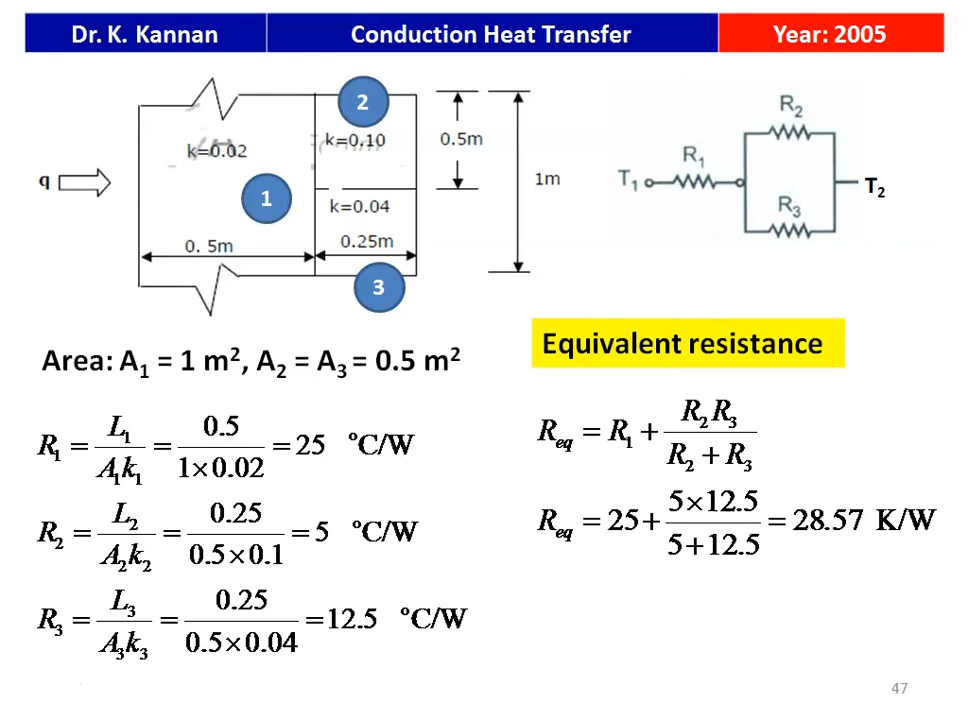 Dr. K. Kannan
Conduction Heat Transfer
Year: 2005
2
k=0.02
k=0.10
0.5m
q
1
k=0.04
1m
0. 5m
0.25m
3
R₂
R₁
T₁
T₂
R₃
Area: A₁ = 1 m², A₂ = A₃ = 0.5 m²
Equivalent resistance
R₁ = L₁ / A₁k₁ = 0.5 / 1×0.02 = 25 °C/W
R₂ = L₂ / A₂k₂ = 0.25 / 0.5×0.1 = 5 °C/W
R₃ = L₃ / A₃k₃ = 0.25 / 0.5×0.04 = 12.5 °C/W
R_eq = R₁ + R₂R₃ / R₂ + R₃
R_eq = 25 + 5×12.5 / 5+12.5 = 28.57 K/W
47